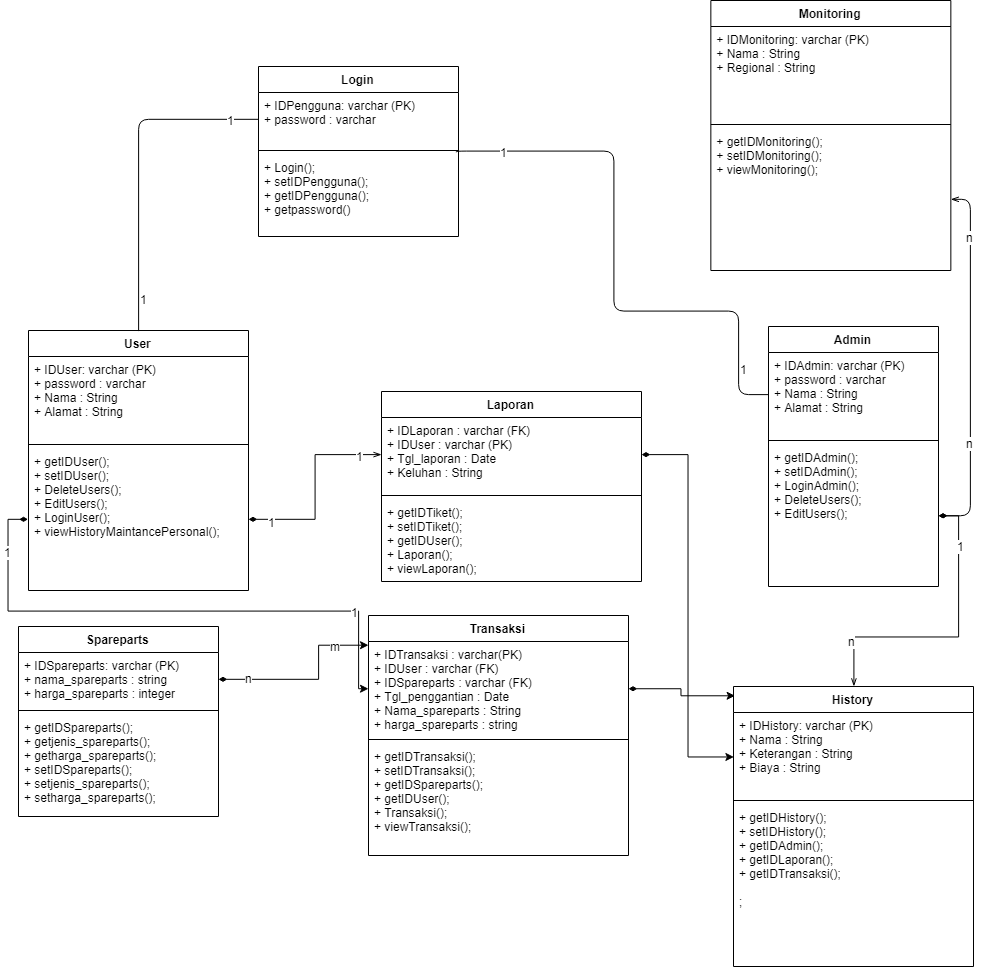 Monitoring
+ IDMonitoring: varchar (PK)
+ Nama : String
+ Regional : String
+ getIDMonitoring();
+ setIDMonitoring();
+ viewMonitoring();
Login
+ IDPengguna: varchar (PK)
+ password : varchar
+ Login();
+ setIDPengguna();
+ getIDPengguna();
+ getpassword()
1
1
1
1
n
n
1
n
User
+ IDUser: varchar (PK)
+ password : varchar
+ Nama : String
+ Alamat : String
+ getIDUser();
+ setIDUser();
+ DeleteUsers();
+ EditUsers();
+ LoginUser();
+ viewHistoryMaintancePersonal();
1
1
1
1
Laporan
+ IDLaporan : varchar (FK)
+ IDUser : varchar (PK)
+ Tgl_laporan : Date
+ Keluhan : String
+ getIDTiket();
+ setIDTiket();
+ getIDUser();
+ Laporan();
+ viewLaporan();
Admin
+ IDAdmin: varchar (PK)
+ password : varchar
+ Nama : String
+ Alamat : String
+ getIDAdmin();
+ setIDAdmin();
+ LoginAdmin();
+ DeleteUsers();
+ EditUsers();
Spareparts
+ IDSpareparts: varchar (PK)
+ nama_spareparts : string
+ harga_spareparts : integer
+ getIDSpareparts();
+ getjenis_spareparts();
+ getharga_spareparts();
+ setIDSpareparts();
+ setjenis_spareparts();
+ setharga_spareparts();
n
m
Transaksi
+ IDTransaksi : varchar(PK)
+ IDUser : varchar (FK)
+ IDSpareparts : varchar (FK)
+ Tgl_penggantian : Date
+ Nama_spareparts : String
+ harga_spareparts : string
+ getIDTransaksi();
+ setIDTransaksi();
+ getIDSpareparts();
+ getIDUser();
+ Transaksi();
+ viewTransaksi();
History
+ IDHistory: varchar (PK)
+ Nama : String
+ Keterangan : String
+ Biaya : String
+ getIDHistory();
+ setIDHistory();
+ getIDAdmin();
+ getIDLaporan();
+ getIDTransaksi();
;